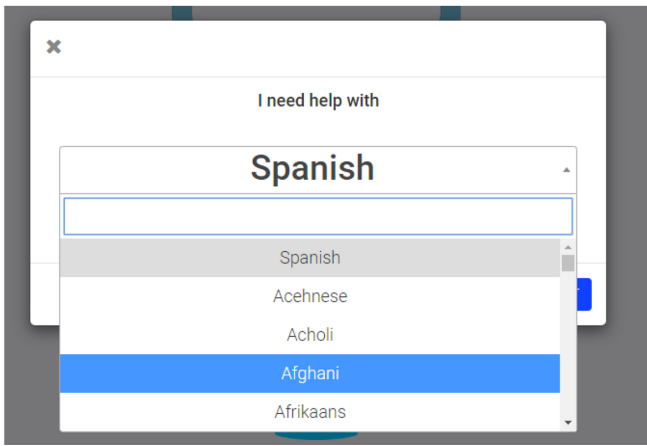 I need help with
Spanish
Spanish
Acehnese
Acholi
Afghani
Afrikaans